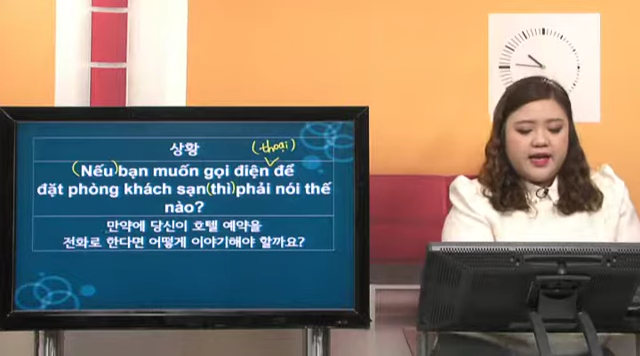 상황
(-thoại)
(Nếu) bạn muốn gọi điện để
đặt phòng khách sạn (thì) phải nói thế
nào?
만약에 당신이 호텔 예약을
전화로 한다면 어떻게 이야기해야 할까요?